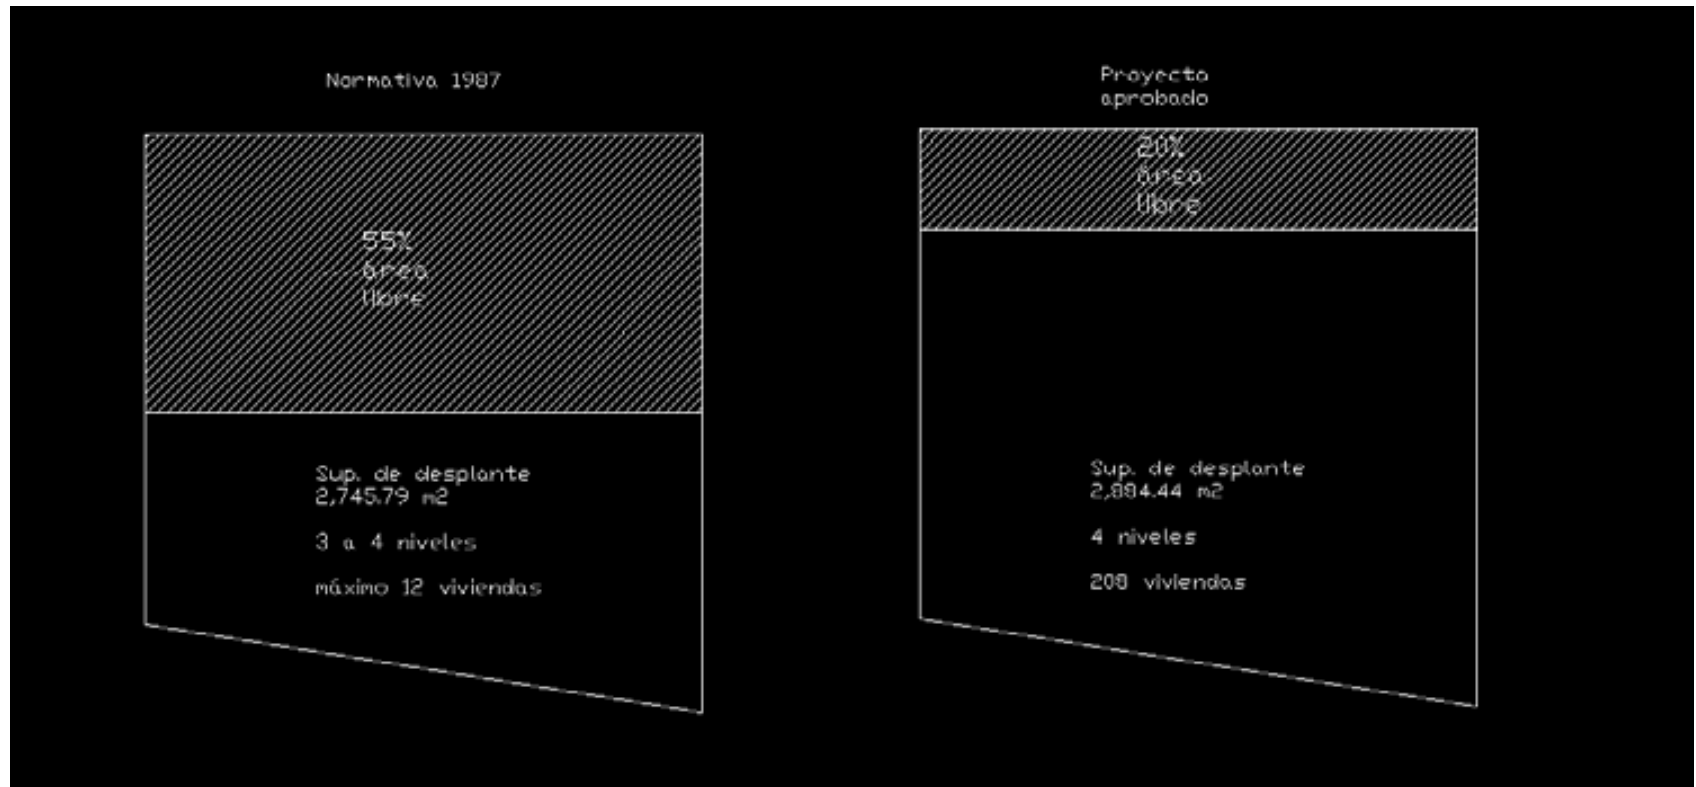 Normativa 1987
55%
área
libre
Sup. de desplante
2,745.79 m2
3 a 4 niveles
máximo 12 viviendas
Proyecto
aprobado
20%
área
libre
Sup. de desplante
2,884.44 m2
4 niveles
208 viviendas